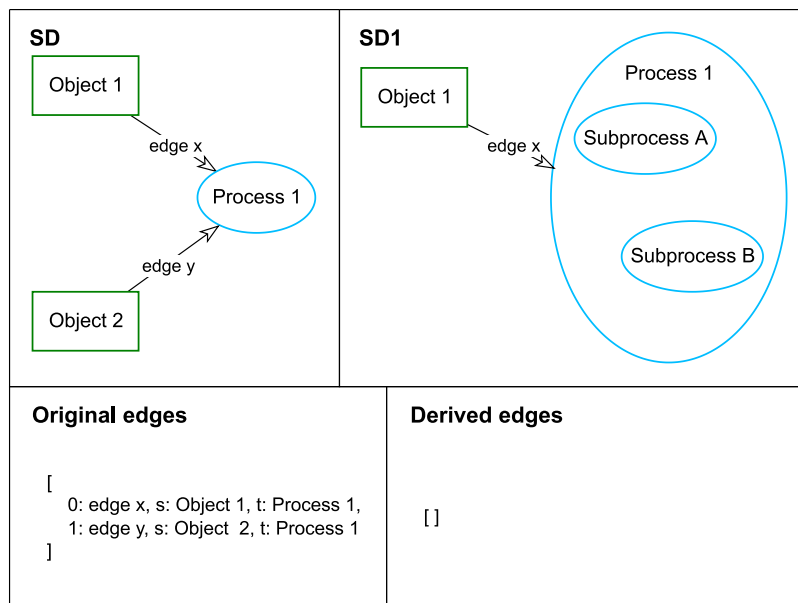 SD
Object 1
edge x
Process 1
edge y
Object 2
SD1
Object 1
edge x
Process 1
Subprocess A
Subprocess B
Original edges
[
0: edge x, s: Object 1, t: Process 1,
1: edge y, s: Object 2, t: Process 1
]
Derived edges
[ ]